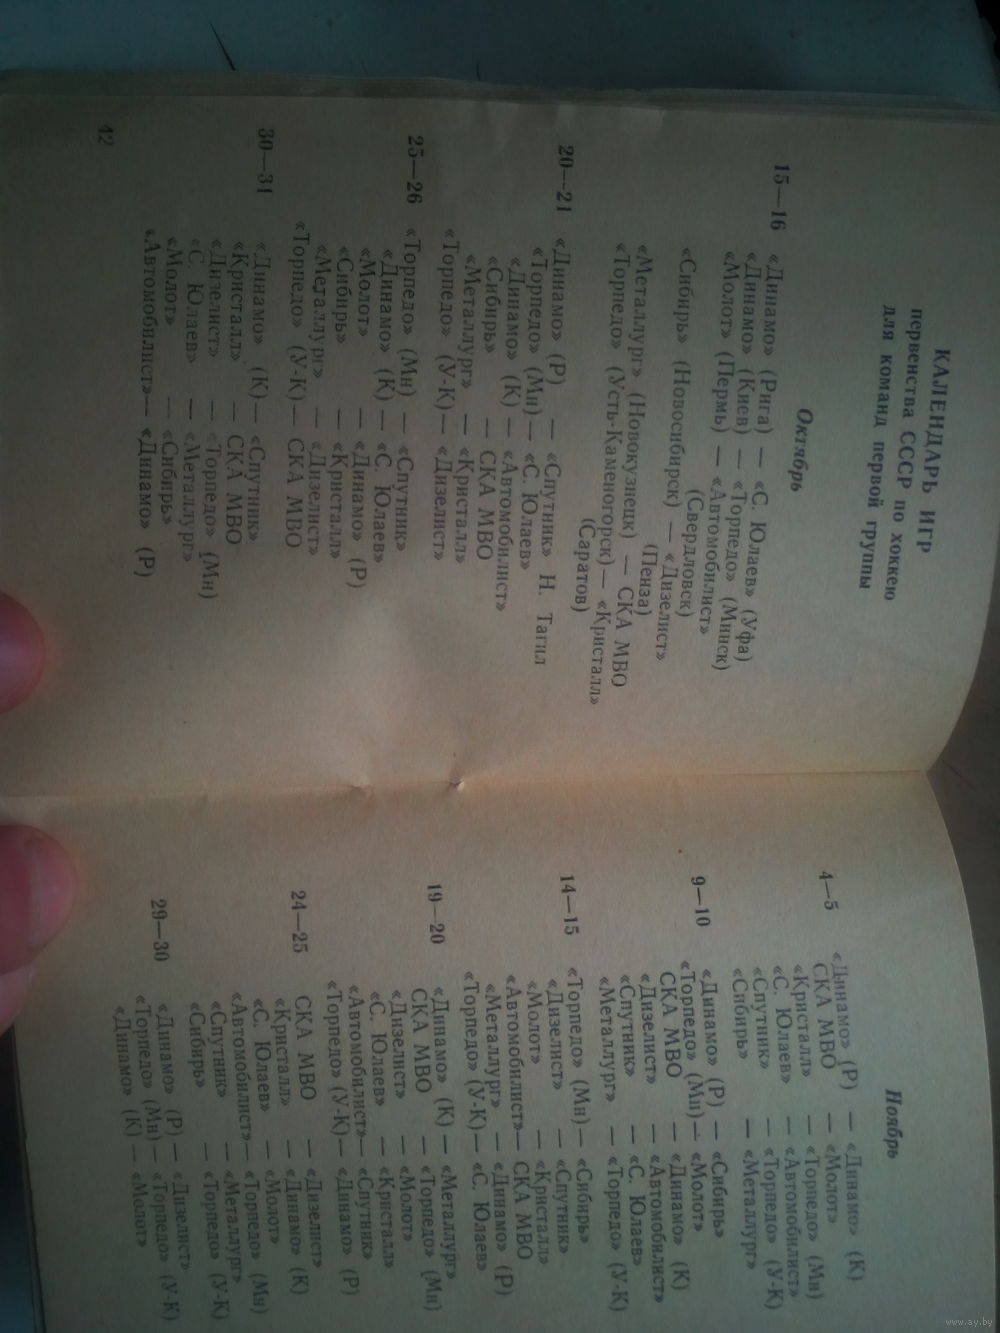 КАЛЕНДАРЬ ИГР
первенства СССР по хоккею
для команд первой группы
Октябрь
15—16 «Динамо» (Рига) — «С. Юлаев» (Уфа)
«Динамо» (Киев) — «Торпедо» (Минск)
«Молот» (Пермь) — «Автомобилист»
(Свердловск)
«Сибирь» (Новосибирск) — «Дизелист»
(Пенза)
«Металлург» (Новокузнецк) — СКА МВО
«Торпедо» (Усть-Каменогорск) — «Кристалл»
(Саратов)
20—21 «Динамо» (Р) — «Спутник» Н. Тагил
«Торпедо» (Мн) — «С. Юлаев»
«Динамо» (К) — «Автомобилист»
«Сибирь» — СКА МВО
«Металлург» — «Кристалл»
«Торпедо» (У-К) — «Дизелист»
25—26 «Торпедо» (Мн) — «Спутник»
«Динамо» (К) — «С. Юлаев»
«Молот» — «Динамо» (Р)
«Сибирь» — «Кристалл»
«Металлург» — «Дизелист»
«Торпедо» (У-К) — СКА МВО
30—31 «Динамо» (К) — «Спутник»
«Кристалл» — СКА МВО
«Дизелист» — «Торпедо» (Мн)
«С. Юлаев» — «Металлург»
«Молот» — «Сибирь»
«Автомобилист» — «Динамо» (Р)
42
Ноябрь
4—5 «Динамо» (Р) — «Динамо» (К)
СКА МВО — «Молот»
«Кристалл» — «Торпедо» (Мн)
«С. Юлаев» — «Автомобилист»
«Спутник» — «Торпедо» (У-К)
«Сибирь» — «Металлург»
9—10 «Динамо» (Р) — «Сибирь»
«Торпедо» (Мн) — «Молот»
СКА МВО — «Динамо» (К)
«Дизелист» — «Автомобилист»
«Спутник» — «С. Юлаев»
«Металлург» — «Торпедо» (У-К)
14—15 «Торпедо» (Мн) — «Сибирь»
«Дизелист» — «Спутник»
«Молот» — «Кристалл»
«Автомобилист» — СКА МВО
«Металлург» — «Динамо» (Р)
«Торпедо» (У-К) — «С. Юлаев»
19—20 «Динамо» (К) — «Металлург»
СКА МВО — «Торпедо» (Мн)
«Дизелист» — «Молот»
«С. Юлаев» — «Кристалл»
«Автомобилист» — «Спутник»
«Торпедо» (У-К) — «Динамо» (Р)
24—25 СКА МВО — «Дизелист»
«Кристалл» — «Динамо» (К)
«С. Юлаев» — «Торпедо» (Мн)
«Автомобилист» — «Металлург»
«Спутник» — «Торпедо» (У-К)
«Сибирь»
29—30 «Динамо» (Р) — «Дизелист»
«Торпедо» (Мн) — «Торпедо» (У-К)
«Динамо» (К) — «Молот»
www.ay.by